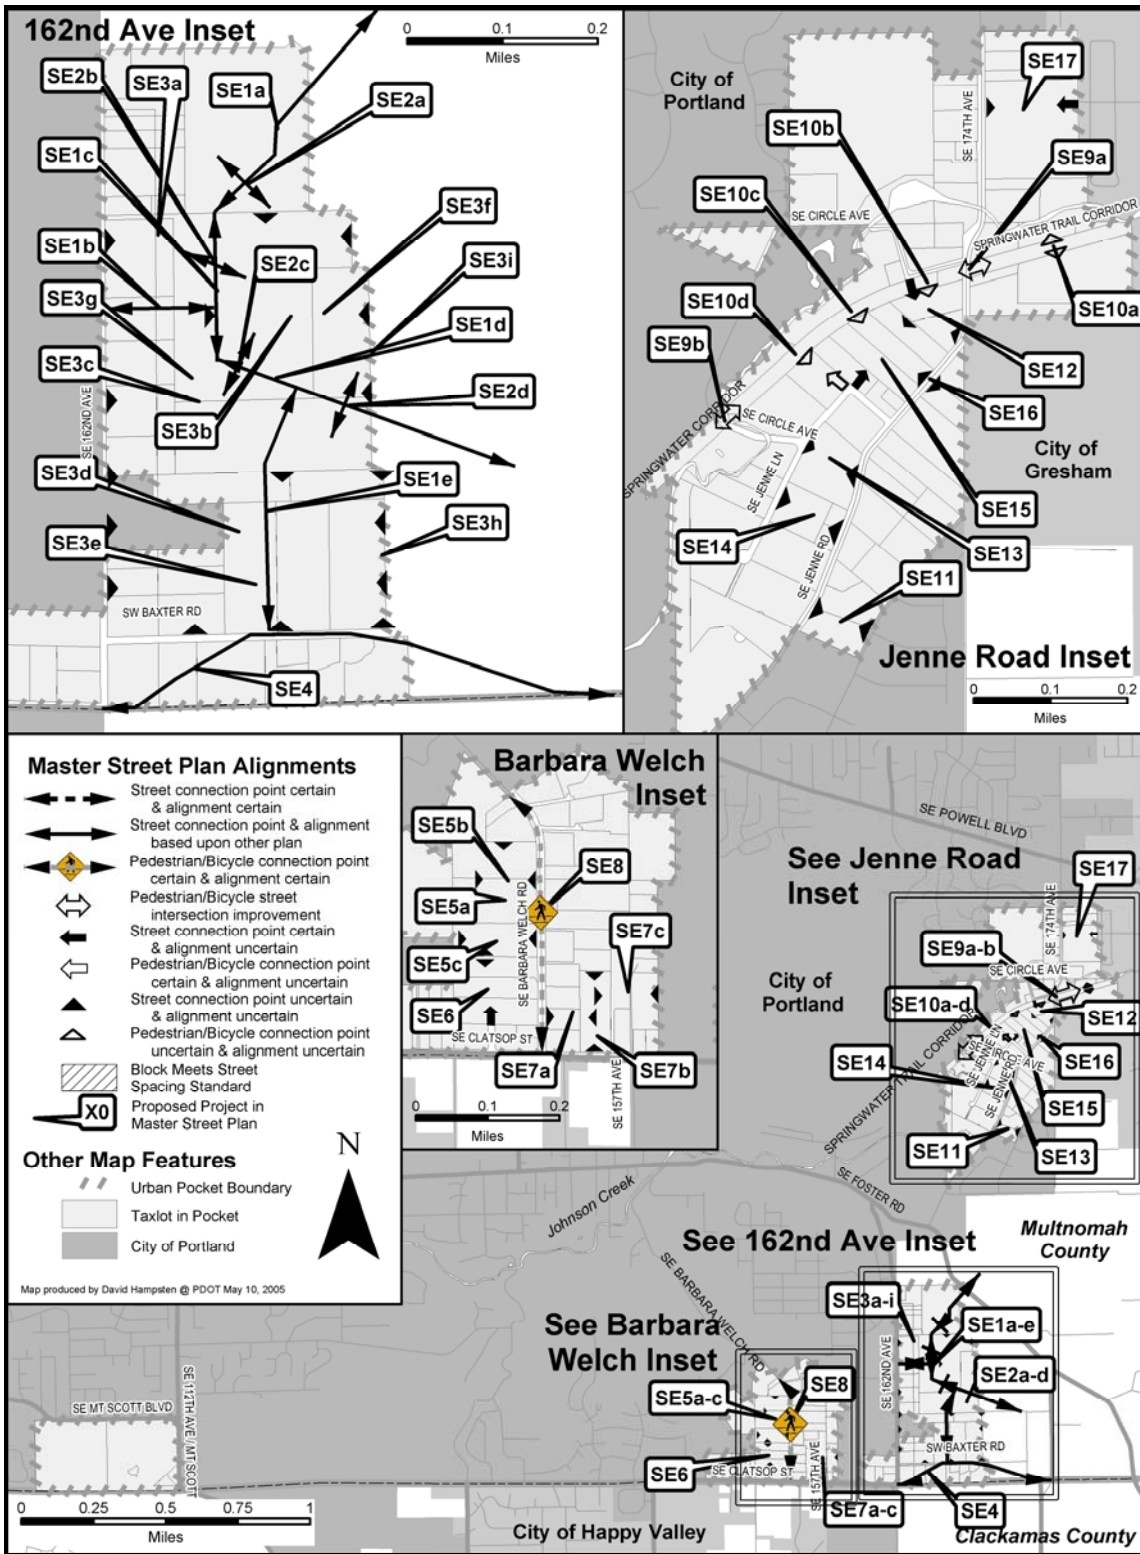 162nd Ave Inset
0 0.1 0.2
Miles
SE2b
SE3a
SE1a
SE2a
SE1c
SE3f
SE1b
SE2c
SE3i
SE3g
SE1d
SE3c
SE2d
SE3b
SE 162ND AVE
SE3d
SE1e
SE3h
SE3e
SW BAXTER RD
SE4
City of
Portland
SE17
SE 174TH AVE
SE10b
SE9a
SE10c
SE CIRCLE AVE
SPRINGWATER TRAIL CORRIDOR
SE10d
SE10a
SE9b
SE12
SE16
SPRINGWATER CORRIDOR
SE CIRCLE AVE
City of
Gresham
SE JENNE LN
SE15
SE14
SE13
SE JENNE RD
SE11
Jenne Road Inset
0 0.1 0.2
Miles
Master Street Plan Alignments
Street connection point certain
& alignment certain
Street connection point & alignment
based upon other plan
Pedestrian/Bicycle connection point
certain & alignment certain
Pedestrian/Bicycle street
intersection improvement
Street connection point certain
& alignment uncertain
Pedestrian/Bicycle connection point
certain & alignment uncertain
Street connection point uncertain
& alignment uncertain
Pedestrian/Bicycle connection point
uncertain & alignment uncertain
Block Meets Street
Spacing Standard
X0
Proposed Project in
Master Street Plan
Other Map Features
Urban Pocket Boundary
Taxlot in Pocket
City of Portland
N
Map produced by David Hampsten @ PDOT May 10, 2005
Barbara Welch
Inset
SE5b
SE8
SE5a
SE BARBARA WELCH RD
SE7c
SE5c
SE6
SE CLATSOP ST
SE7a
SE7b
SE 157TH AVE
0 0.1 0.2
Miles
SE POWELL BLVD
See Jenne Road
Inset
SE17
SE 174TH AVE
SE9a-b
SE CIRCLE AVE
City of
Portland
SE10a-d
SE12
SE JENNE LN
SE CIRCLE AVE
SE16
SE14
SE JENNE RD
SE15
SPRINGWATER TRAIL CORRIDOR
SE11
SE13
SE FOSTER RD
Johnson Creek
See 162nd Ave Inset
Multnomah
County
SE BARBARA WELCH RD
SE3a-i
SE1a-e
See Barbara
Welch Inset
SE 162ND AVE
SE2a-d
SE8
SE5a-c
SW BAXTER RD
SE6
SE CLATSOP ST
SE 157TH AVE
SE7a-c
SE4
SE MT SCOTT BLVD
SE 112TH AVE / MT SCOTT
0 0.25 0.5 0.75 1
Miles
City of Happy Valley
Clackamas County